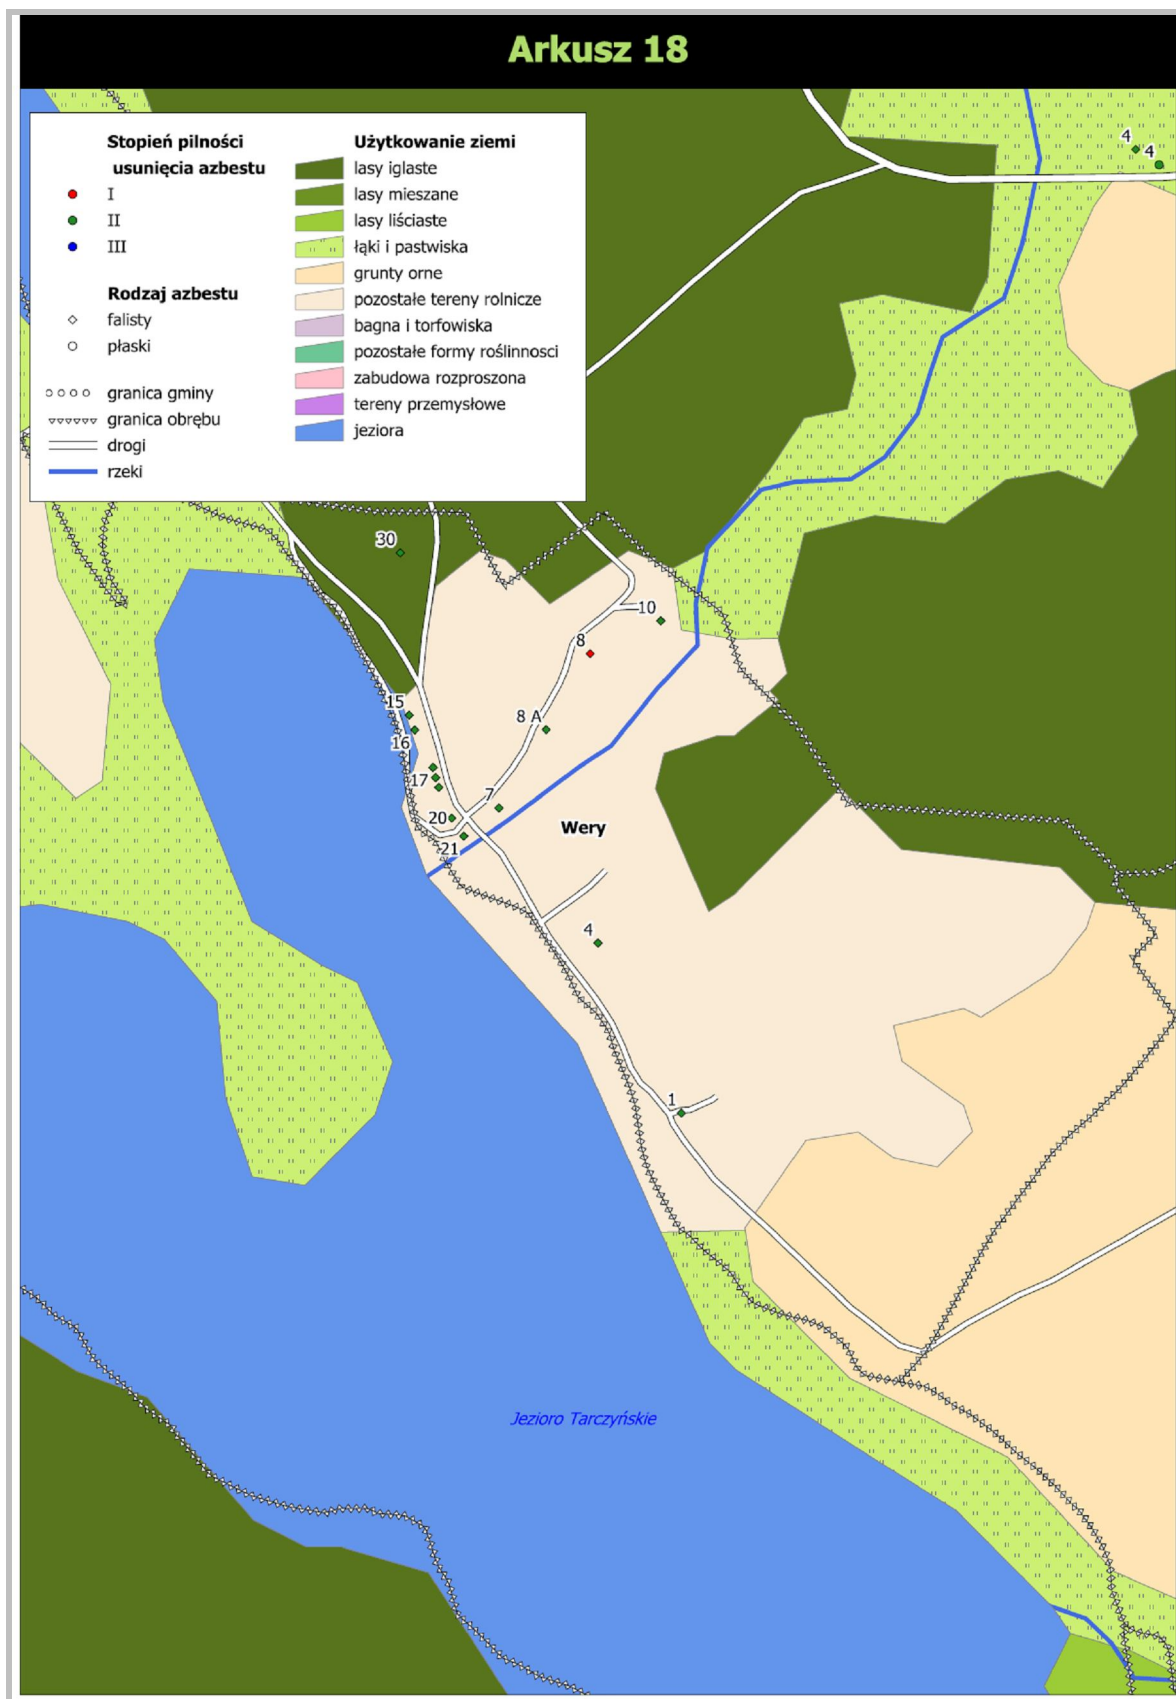 Arkusz 18
Stopień pilności
usunięcia azbestu
I
II
III
Rodzaj azbestu
falisty
płaski
granica gminy
granica obrębu
drogi
rzeki
Użytkowanie ziemi
lasy iglaste
lasy mieszane
lasy liściaste
łąki i pastwiska
grunty orne
pozostałe tereny rolnicze
bagna i torfowiska
pozostałe formy roślinnosci
zabudowa rozproszona
tereny przemysłowe
jeziora
4
4
30
10
8
15
8 A
16
17
7
20
Wery
21
4
1
Jezioro Tarczyńskie